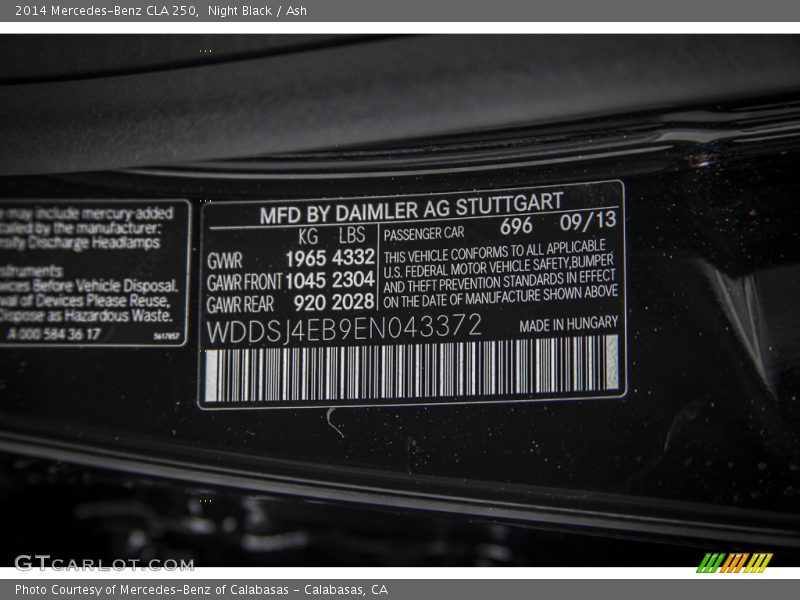 2014 Mercedes-Benz CLA 250, Night Black / Ash
may include mercury-added
by the manufacturer:
Discharge Headlamps
Before Vehicle Disposal.
of Devices Please Reuse,
as Hazardous Waste.
A 000 584 36 17 5617857
MFD BY DAIMLER AG STUTTGART
KG LBS
GWR 1965 4332
GAWR FRONT 1045 2304
GAWR REAR 920 2028
PASSENGER CAR 696 09/13
THIS VEHICLE CONFORMS TO ALL APPLICABLE
U.S. FEDERAL MOTOR VEHICLE SAFETY,BUMPER
AND THEFT PREVENTION STANDARDS IN EFFECT
ON THE DATE OF MANUFACTURE SHOWN ABOVE
WDDSJ4EB9EN043372 MADE IN HUNGARY
GTCARLOT.COM
Photo Courtesy of Mercedes-Benz of Calabasas - Calabasas, CA